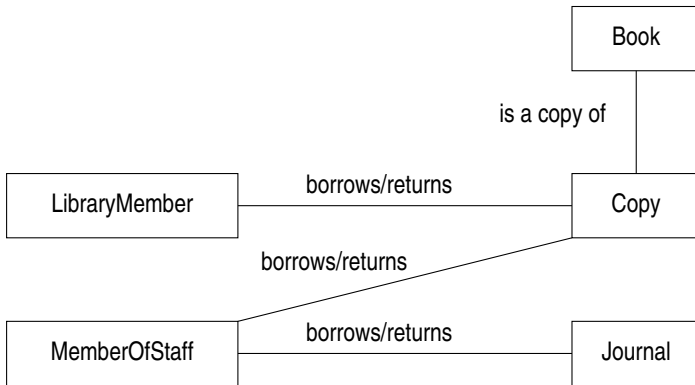 Book
is a copy of
borrows/returns
LibraryMember
Copy
borrows/returns
borrows/returns
MemberOfStaff
Journal